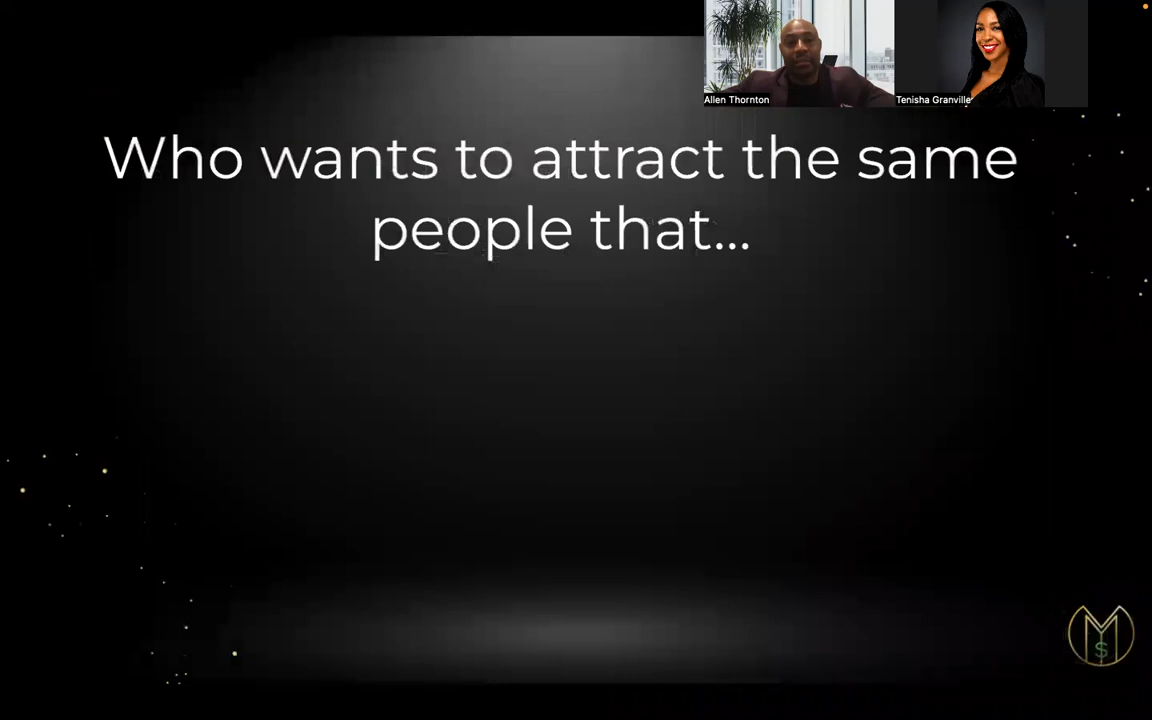 Allen Thornton
Tenisha Granville
Who wants to attract the same
people that...
M
$